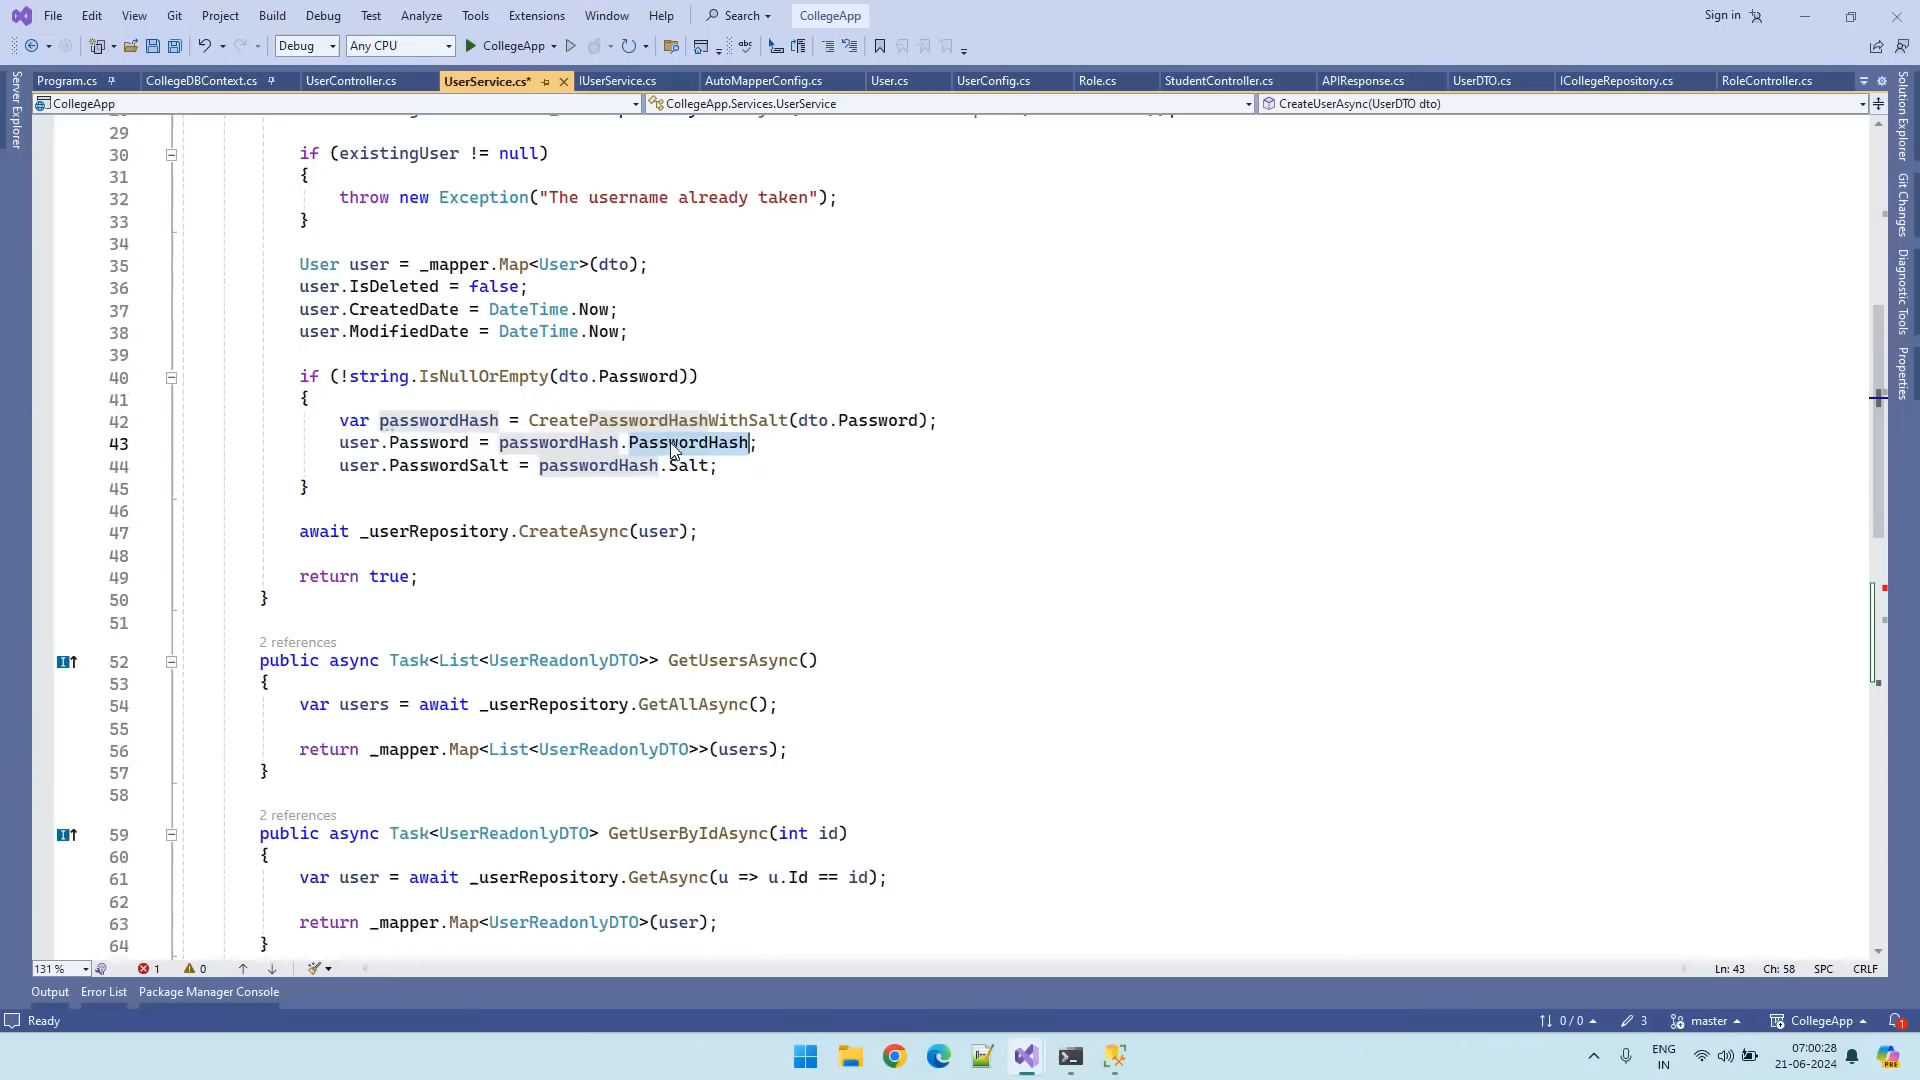 File Edit View Git Project Build Debug Test Analyze Tools Extensions Window Help Search CollegeApp Sign in
Debug Any CPU CollegeApp
Program.cs CollegeDBContext.cs UserController.cs UserService.cs* IUserService.cs AutoMapperConfig.cs User.cs UserConfig.cs Role.cs StudentController.cs APIResponse.cs UserDTO.cs ICollegeRepository.cs RoleController.cs
CollegeApp CollegeApp.Services.UserService CreateUserAsync(UserDTO dto)
Server Explorer
Solution Explorer
Git Changes
Diagnostic Tools
Properties
29
30 if (existingUser != null)
31 {
32 throw new Exception("The username already taken");
33 }
34
35 User user = _mapper.Map<User>(dto);
36 user.IsDeleted = false;
37 user.CreatedDate = DateTime.Now;
38 user.ModifiedDate = DateTime.Now;
39
40 if (!string.IsNullOrEmpty(dto.Password))
41 {
42 var passwordHash = CreatePasswordHashWithSalt(dto.Password);
43 user.Password = passwordHash.PasswordHash;
44 user.PasswordSalt = passwordHash.Salt;
45 }
46
47 await _userRepository.CreateAsync(user);
48
49 return true;
50 }
51
2 references
52 public async Task<List<UserReadonlyDTO>> GetUsersAsync()
53 {
54 var users = await _userRepository.GetAllAsync();
55
56 return _mapper.Map<List<UserReadonlyDTO>>(users);
57 }
58
2 references
59 public async Task<UserReadonlyDTO> GetUserByIdAsync(int id)
60 {
61 var user = await _userRepository.GetAsync(u => u.Id == id);
62
63 return _mapper.Map<UserReadonlyDTO>(user);
64 }
131 % 1 0 Ln: 43 Ch: 58 SPC CRLF
Output Error List Package Manager Console
Ready 0 / 0 3 master CollegeApp 1
ENG 07:00:28
IN 21-06-2024
PRE